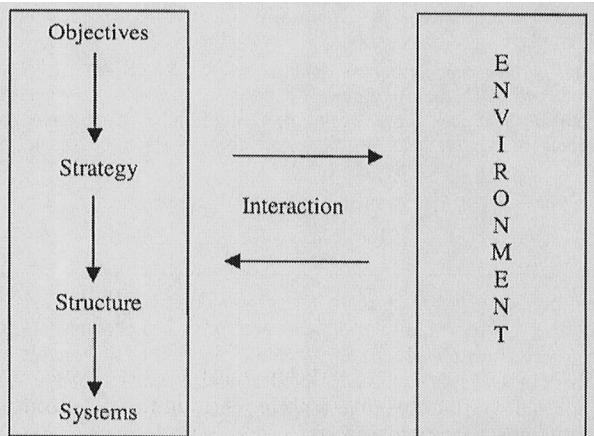 Objectives
Strategy
Structure
Systems
Interaction
E
N
V
I
R
O
N
M
E
N
T